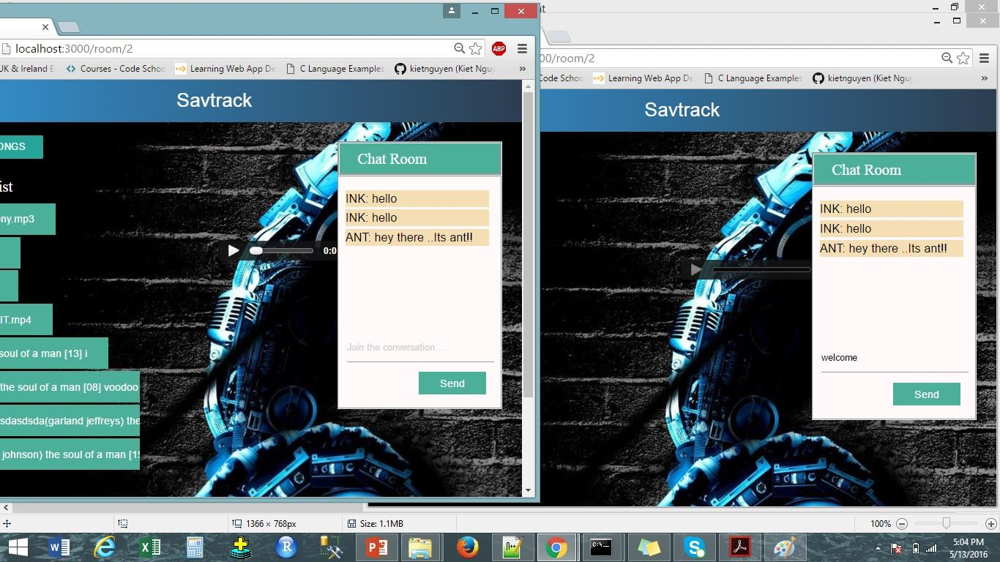 nt
localhost:3000/room/2
00/room/2
UK & Ireland E
Courses - Code Schoo
Learning Web App De
C Language Examples
kietnguyen (Kiet Ngu
»
Code Schoo
Learning Web App De
C Language Examples
kietnguyen (Kiet Nguy
»
Savtrack
Savtrack
ONGS
ist
ony.mp3
IT.mp4
soul of a man [13] i
the soul of a man [08] voodoo
sdasdsda(garland jeffreys) the
johnson) the soul of a man [15
Chat Room
INK: hello
INK: hello
ANT: hey there ..Its ant!!
0:0
Join the conversation....
Send
Chat Room
INK: hello
INK: hello
ANT: hey there ..Its ant!!
welcome
Send
1366 × 768px
Size: 1.1MB
100%
5:04 PM
5/13/2016